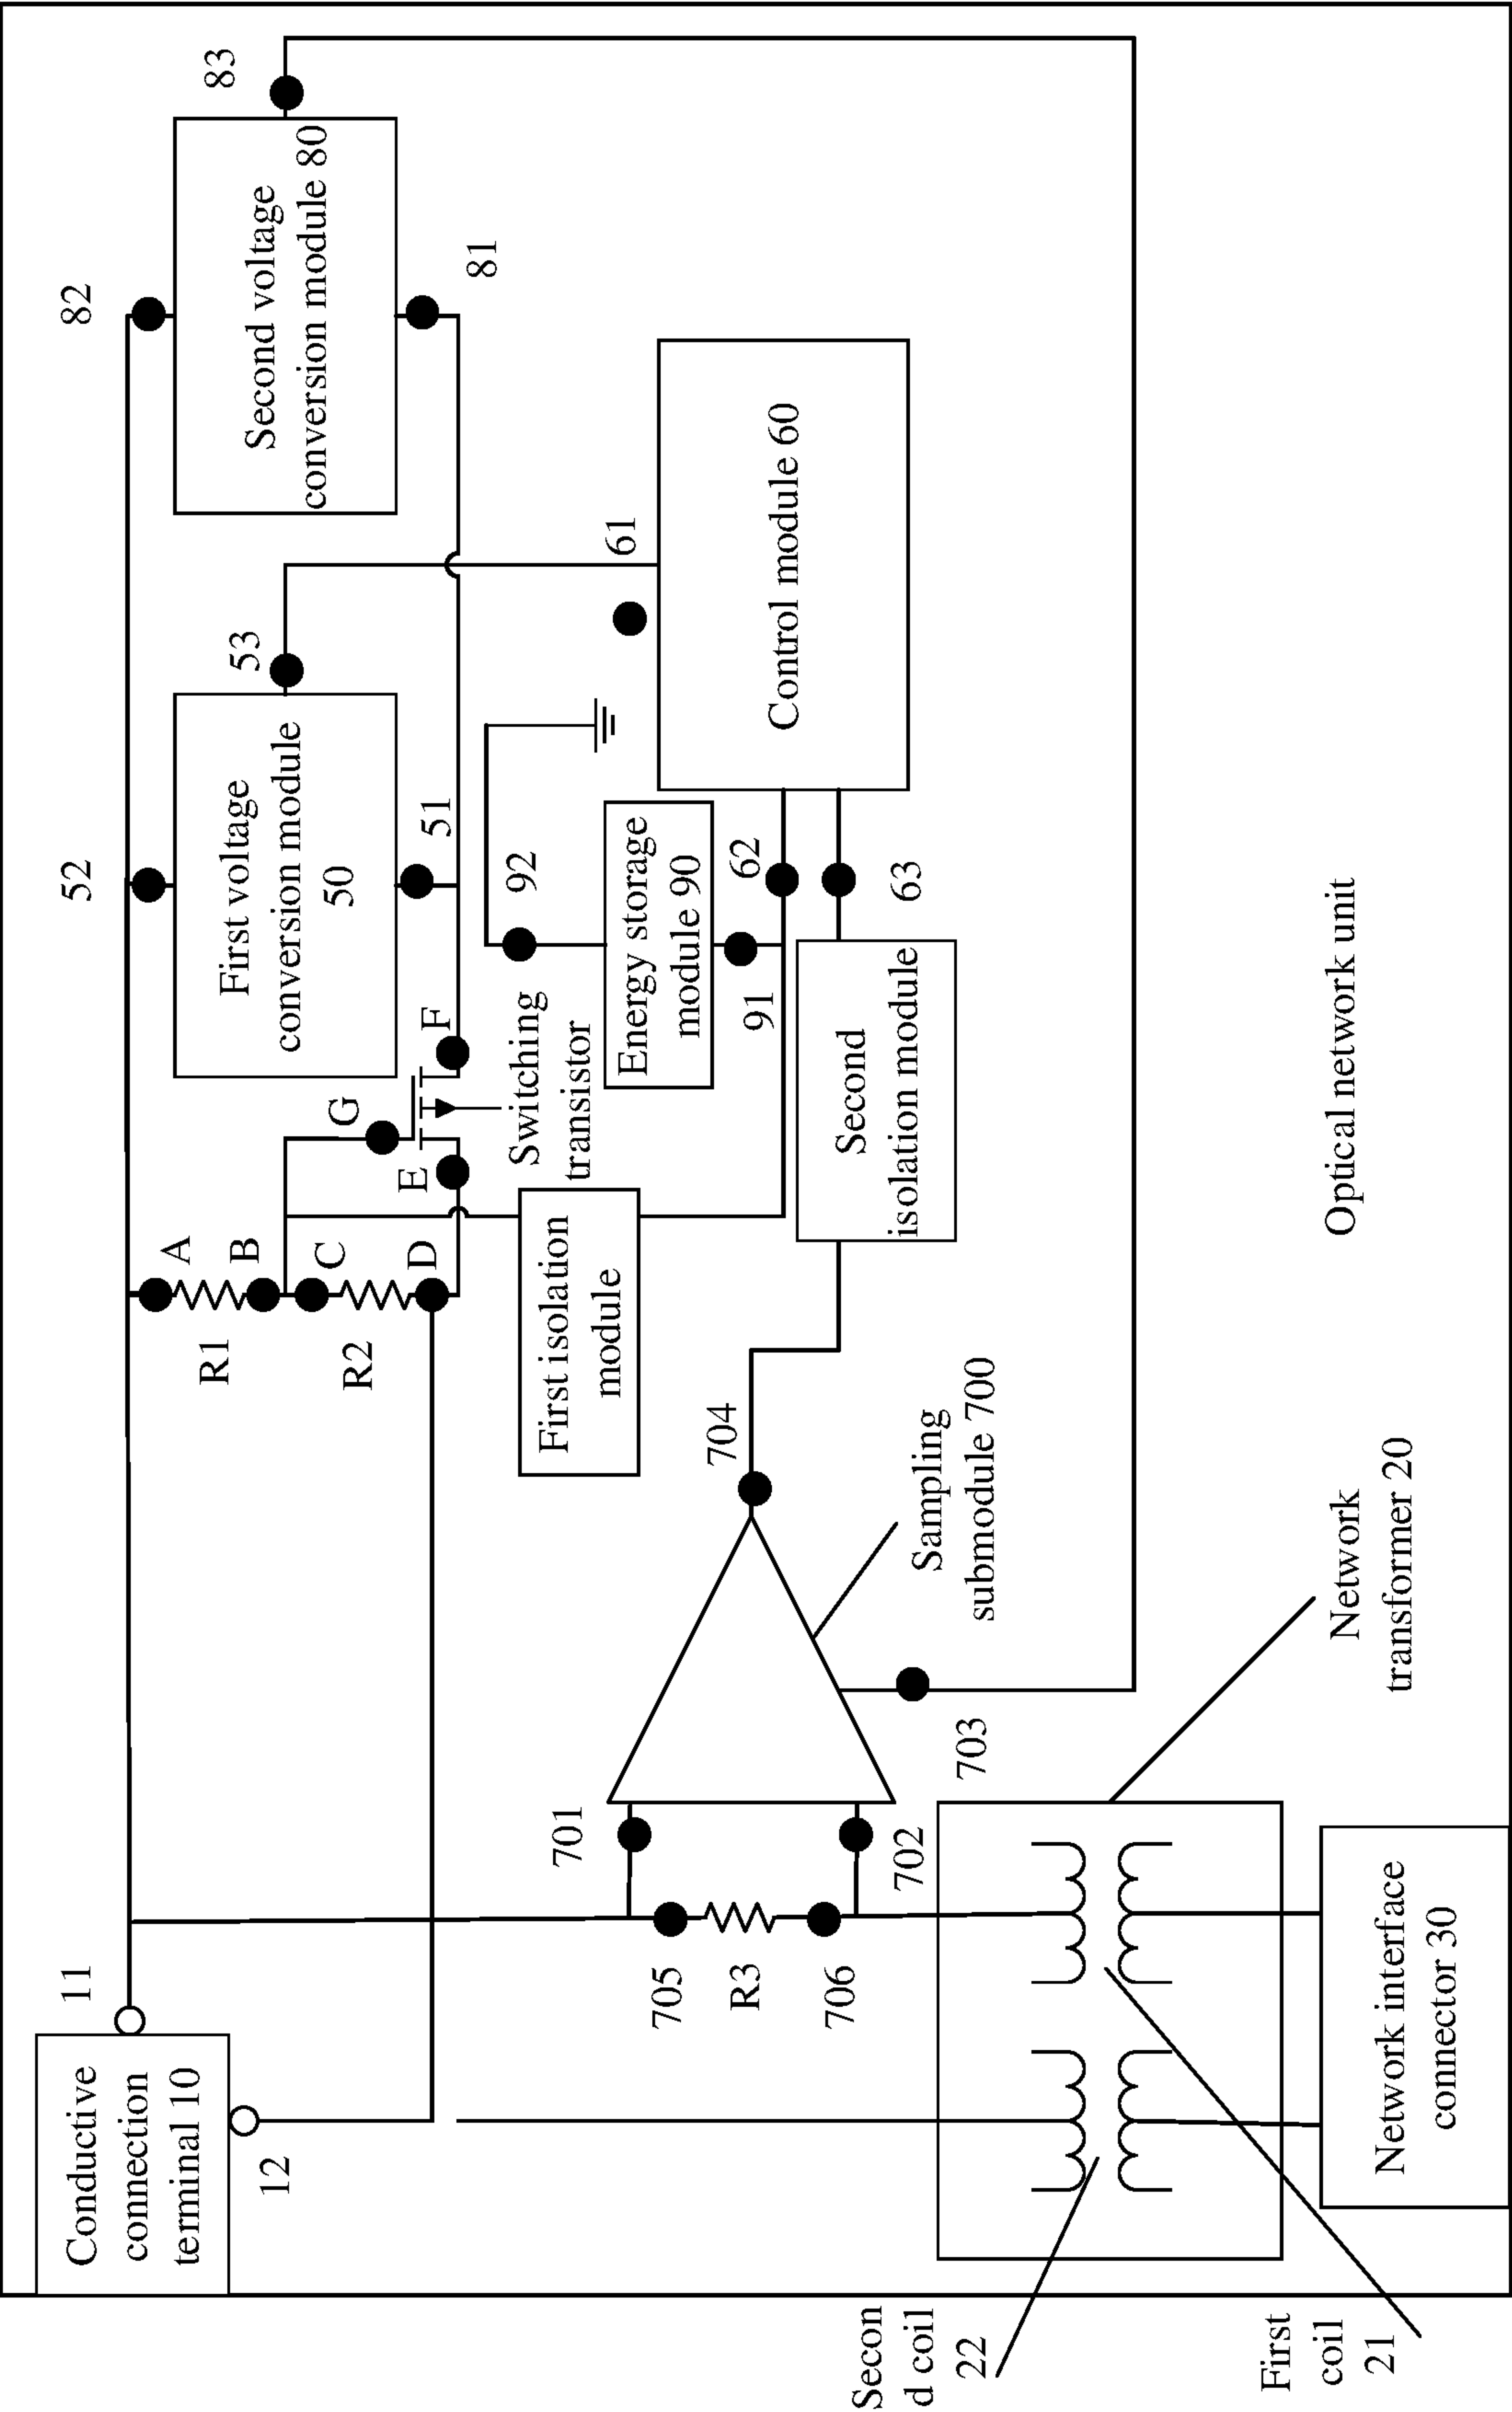 Conductive
connection
terminal 10
11
12
R1
A
B
R2
C
D
G
E
F
Switching
transistor
52
First voltage
conversion module
50
51
53
82
Second voltage
conversion module 80
81
83
First isolation
module
92
Energy storage
module 90
91
62
61
Control module 60
63
Second
isolation module
701
702
703
704
705
R3
706
Sampling
submodule 700
Network
transformer 20
Network interface
connector 30
Secon
d coil
22
First
coil
21
Optical network unit